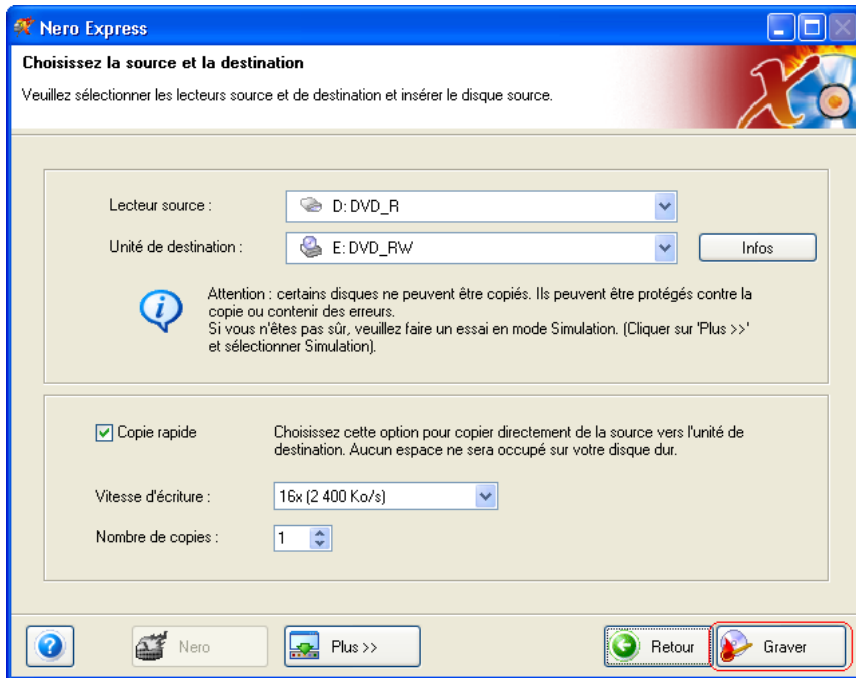 Nero Express
Choisissez la source et la destination
Veuillez sélectionner les lecteurs source et de destination et insérer le disque source.
Lecteur source :
D: DVD_R
Unité de destination :
E: DVD_RW
Infos
Attention : certains disques ne peuvent être copiés. Ils peuvent être protégés contre la
copie ou contenir des erreurs.
Si vous n'êtes pas sûr, veuillez faire un essai en mode Simulation. (Cliquer sur 'Plus >>'
et sélectionner Simulation).
Copie rapide
Choisissez cette option pour copier directement de la source vers l'unité de
destination. Aucun espace ne sera occupé sur votre disque dur.
Vitesse d'écriture :
16x (2 400 Ko/s)
Nombre de copies :
1
Nero
Plus >>
Retour
Graver